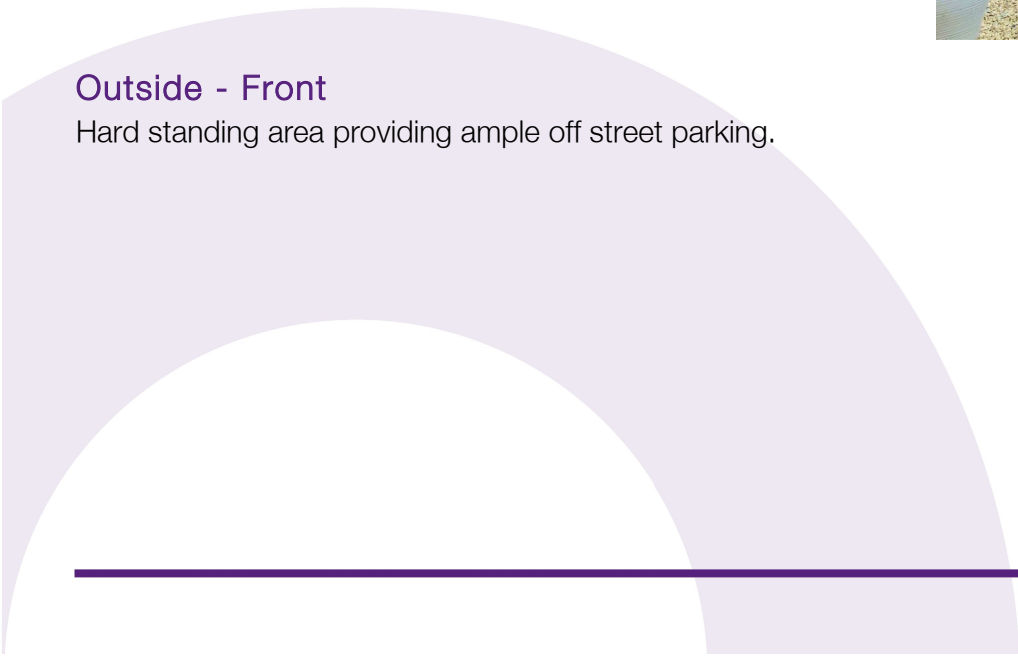 Outside - Front
Hard standing area providing ample off street parking.